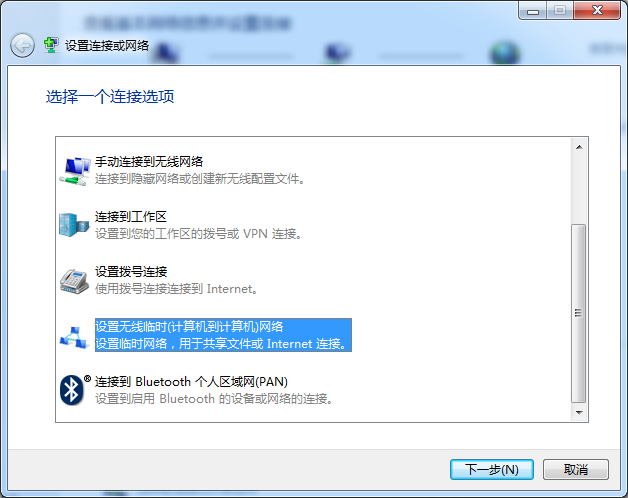 设置连接或网络
选择一个连接选项
手动连接到无线网络
连接到隐藏网络或创建新无线配置文件。
连接到工作区
设置到您的工作区的拨号或 VPN 连接。
设置拨号连接
使用拨号连接连接到 Internet。
设置无线临时(计算机到计算机)网络
设置临时网络，用于共享文件或 Internet 连接。
连接到 Bluetooth 个人区域网(PAN)
设置到启用 Bluetooth 的设备或网络的连接。
下一步(N)
取消